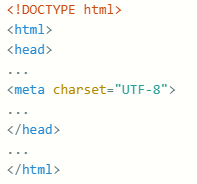 <!DOCTYPE html>
<html>
<head>
...
<meta charset="UTF-8">
...
</head>
...
</html>